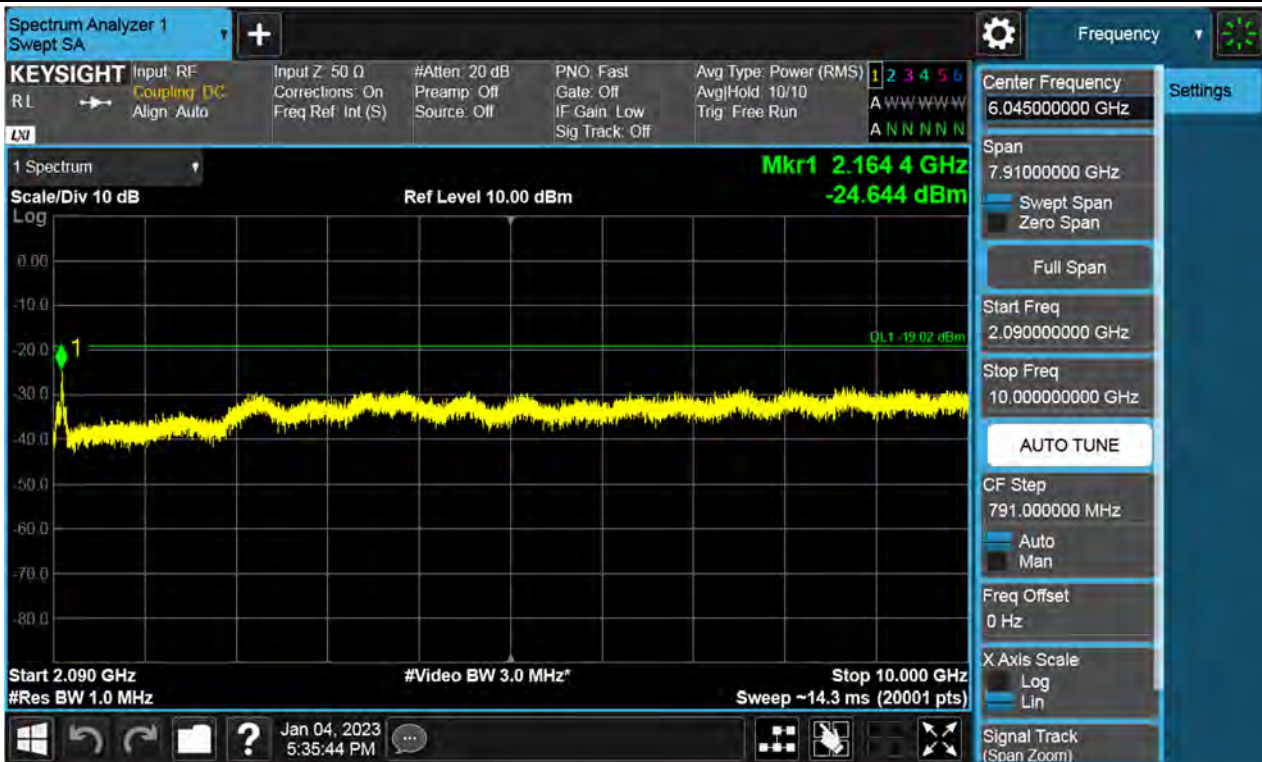 Spectrum Analyzer 1
Swept SA
+
Frequency
KEYSIGHT
RL
LXI
Input: RF
Coupling: DC
Align: Auto
Input Z: 50 Ω
Corrections: On
Freq Ref: Int (S)
#Atten: 20 dB
Preamp: Off
Source: Off
PNO: Fast
Gate: Off
IF Gain: Low
Sig Track: Off
Avg Type: Power (RMS)
Avg|Hold: 10/10
Trig: Free Run
1 2 3 4 5 6
A W W W W W
A N N N N N
1 Spectrum
Mkr1 2.164 4 GHz
Scale/Div 10 dB
Ref Level 10.00 dBm
-24.644 dBm
Log
0.00
-10.0
-20.0
-30.0
-40.0
-50.0
-60.0
-70.0
-80.0
1
DL1 -19.02 dBm
Start 2.090 GHz
#Video BW 3.0 MHz*
Stop 10.000 GHz
#Res BW 1.0 MHz
Sweep ~14.3 ms (20001 pts)
?
Jan 04, 2023
5:35:44 PM
Center Frequency
6.045000000 GHz
Settings
Span
7.91000000 GHz
Swept Span
Zero Span
Full Span
Start Freq
2.090000000 GHz
Stop Freq
10.000000000 GHz
AUTO TUNE
CF Step
791.000000 MHz
Auto
Man
Freq Offset
0 Hz
X Axis Scale
Log
Lin
Signal Track
(Span Zoom)